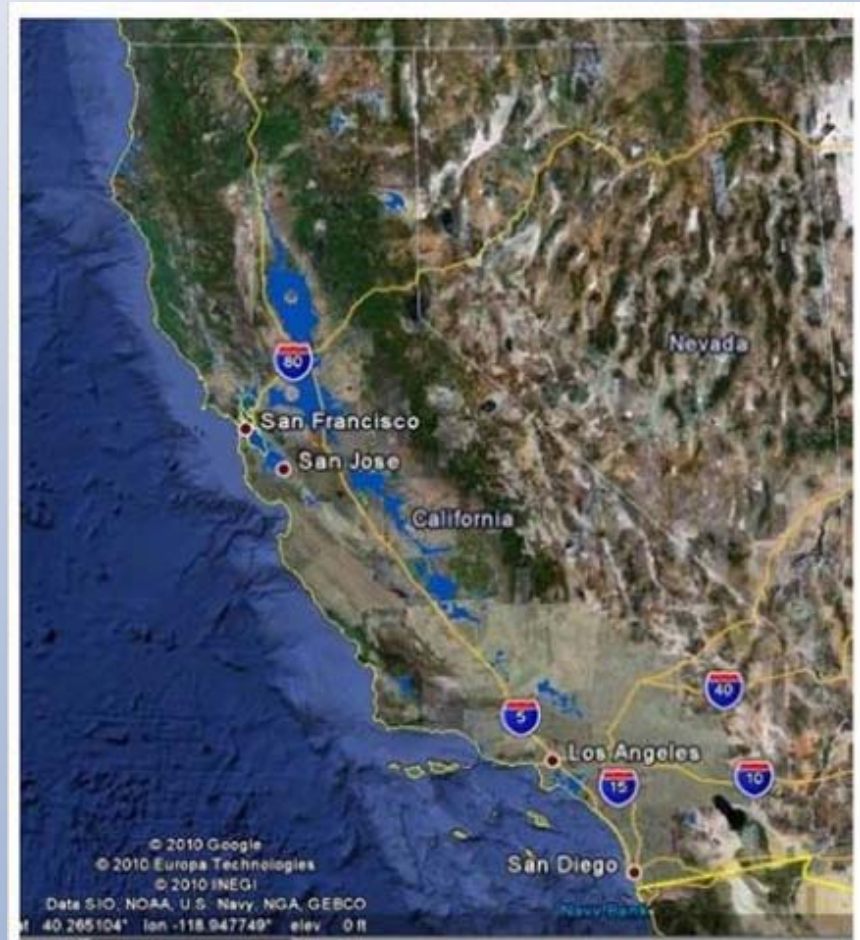 Nevada
80
San Francisco
San Jose
California
40
5
Los Angeles
15
10
© 2010 Google
© 2010 Europa Technologies
© 2010 INEGI
San Diego
Data SIO, NOAA, U.S. Navy, NGA, GEBCO
40.265104° lon -118.947749° elev 0 ft